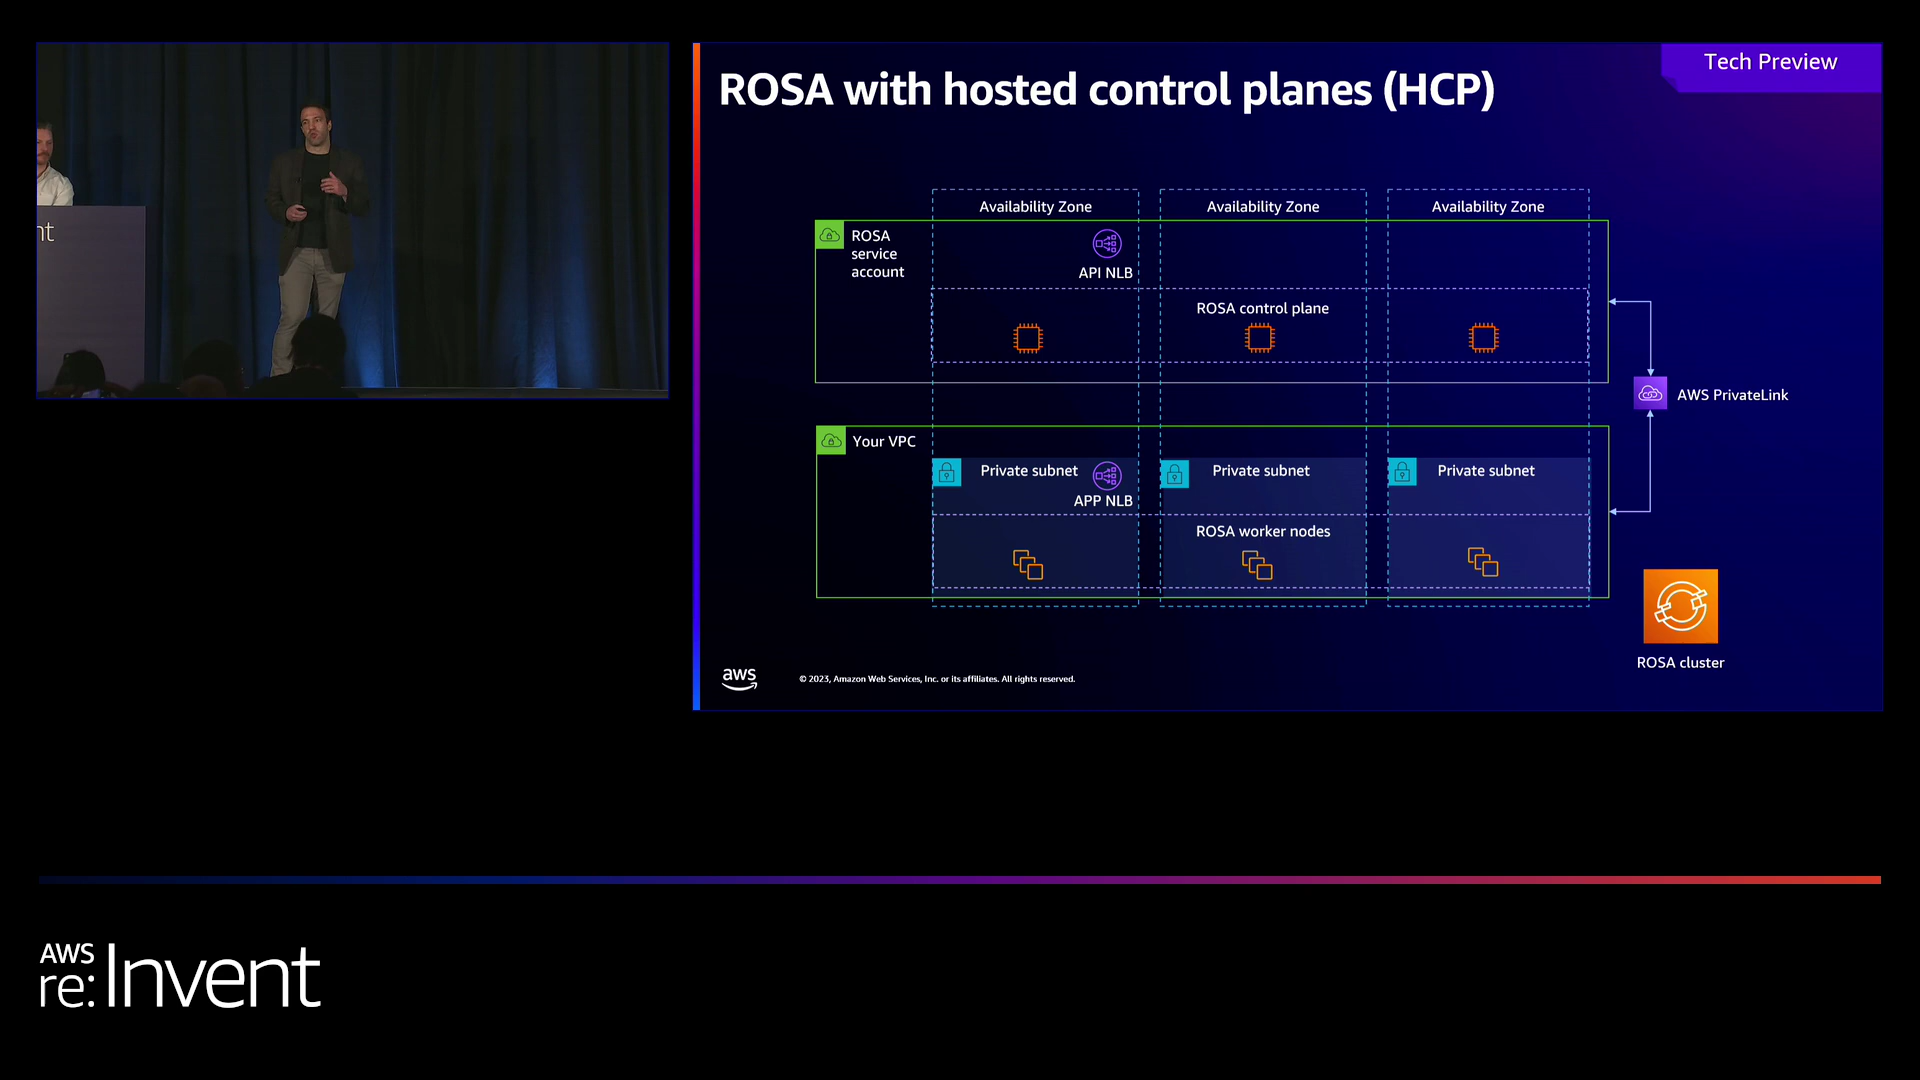 nt
Tech Preview
ROSA with hosted control planes (HCP)
Availability Zone
Availability Zone
Availability Zone
ROSA
service
account
API NLB
ROSA control plane
AWS PrivateLink
Your VPC
Private subnet
Private subnet
Private subnet
APP NLB
ROSA worker nodes
ROSA cluster
aws
© 2023, Amazon Web Services, Inc. or its affiliates. All rights reserved.
AWS
re:Invent